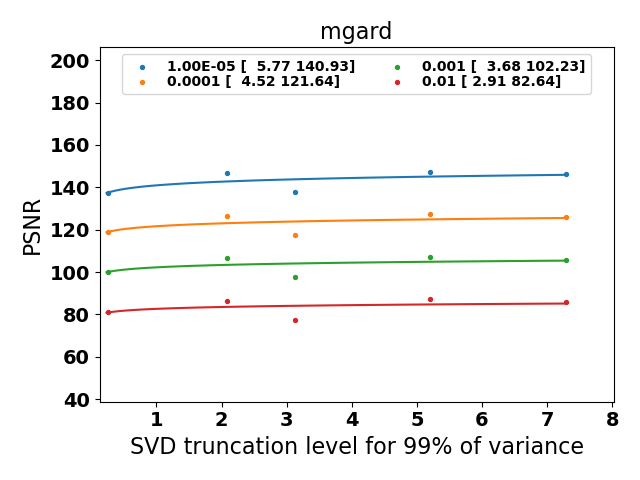 mgard
1.00E-05 [  5.77 140.93]
0.0001 [  4.52 121.64]
0.001 [  3.68 102.23]
0.01 [ 2.91 82.64]
PSNR
200
180
160
140
120
100
80
60
40
1 2 3 4 5 6 7 8
SVD truncation level for 99% of variance